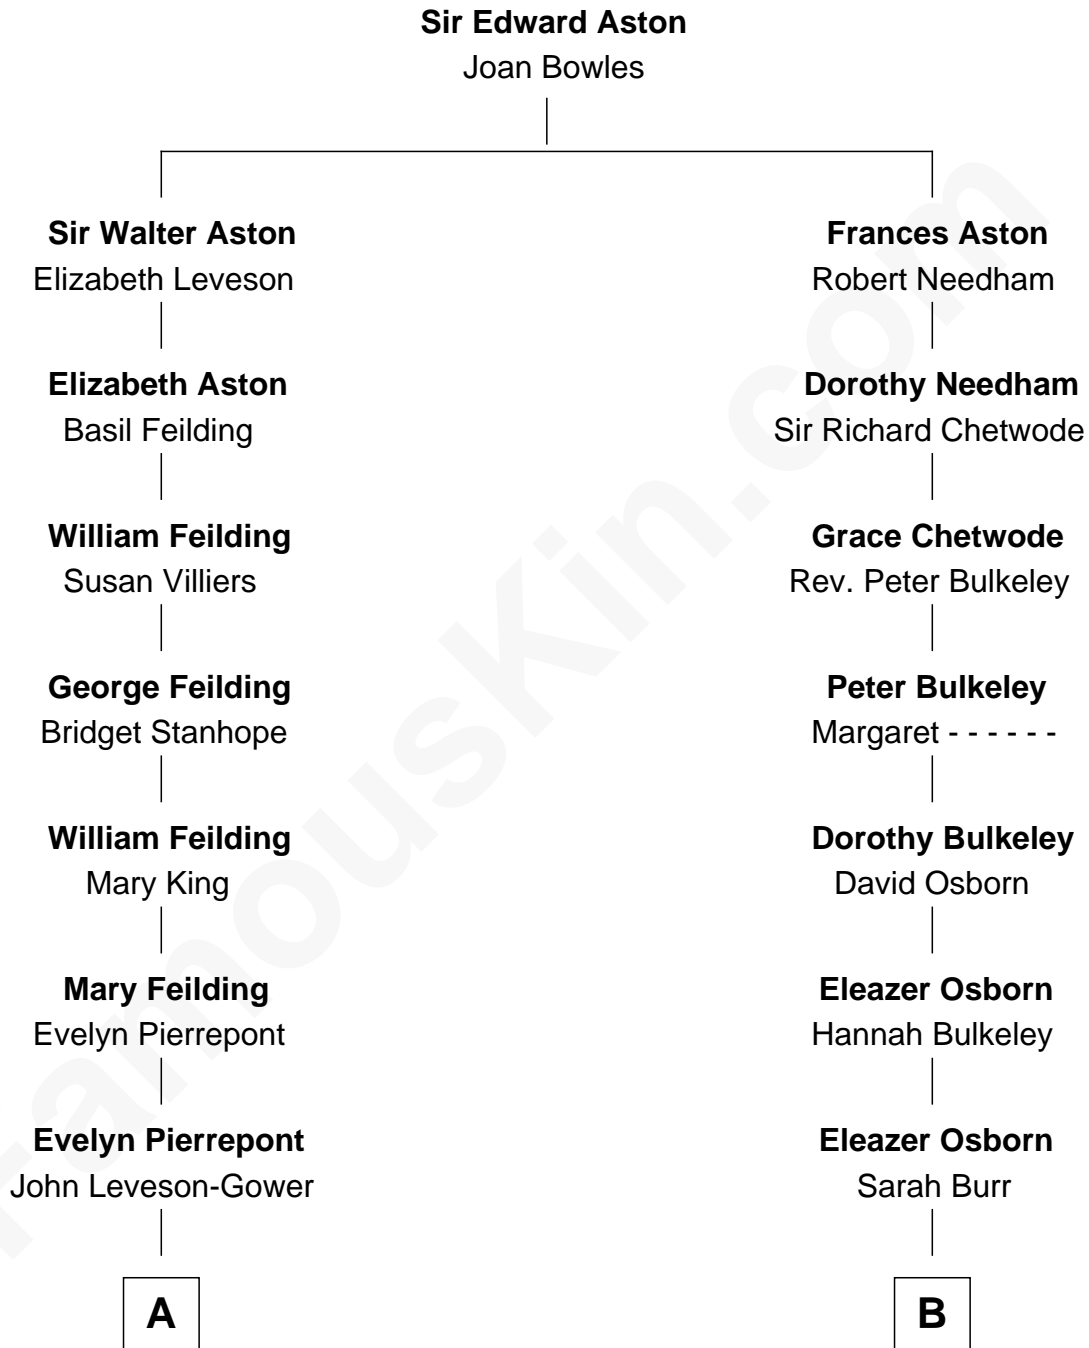 Sir Edward Aston
Joan Bowles
Sir Walter Aston
Elizabeth Leveson
Frances Aston
Robert Needham
Elizabeth Aston
Basil Feilding
Dorothy Needham
Sir Richard Chetwode
William Feilding
Susan Villiers
Grace Chetwode
Rev. Peter Bulkeley
George Feilding
Bridget Stanhope
Peter Bulkeley
Margaret - - - - - -
William Feilding
Mary King
Dorothy Bulkeley
David Osborn
Mary Feilding
Evelyn Pierrepont
Eleazer Osborn
Hannah Bulkeley
Evelyn Pierrepont
John Leveson-Gower
Eleazer Osborn
Sarah Burr
A
B
FamousKin.com